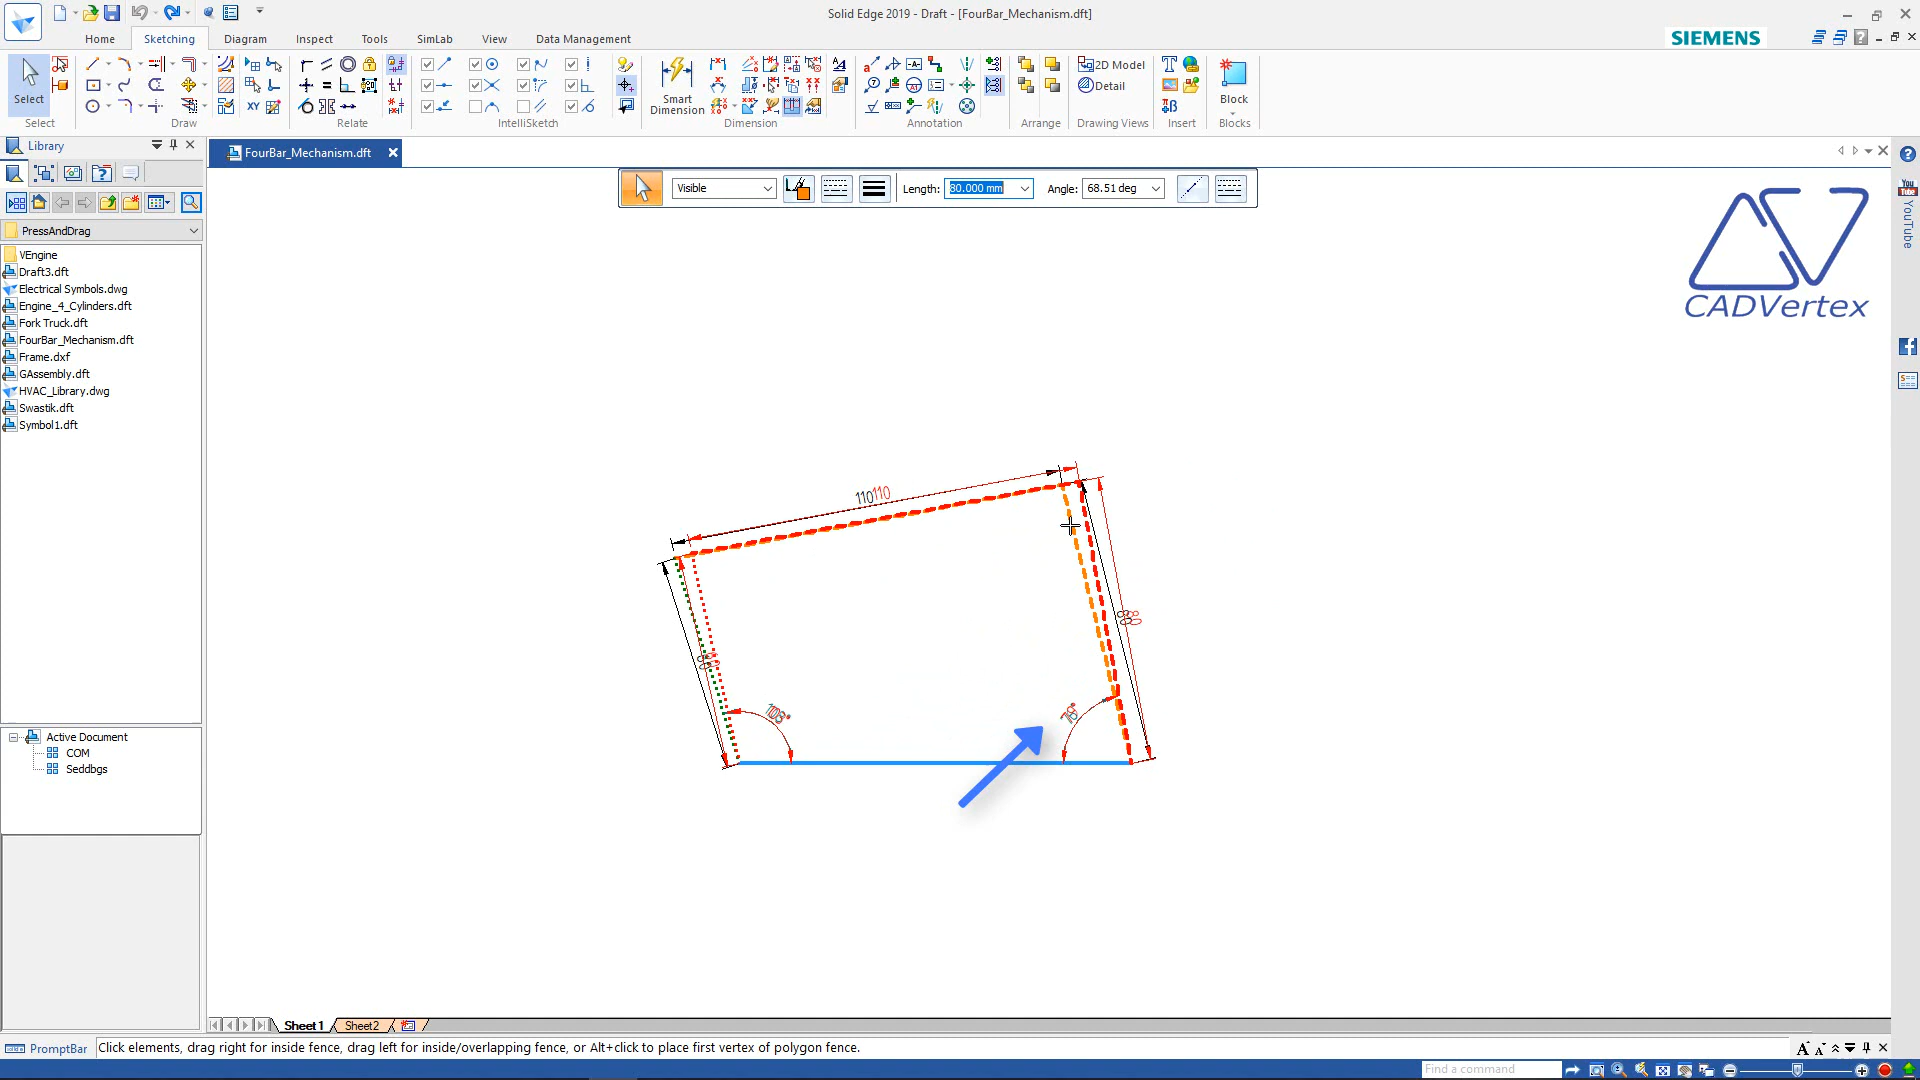 Solid Edge 2019 - Draft - [FourBar_Mechanism.dft]
Home
Sketching
Diagram
Inspect
Tools
SimLab
View
Data Management
SIEMENS
Select
Smart
Dimension
2D Model
Detail
Block
Select
Draw
Relate
IntelliSketch
Dimension
Annotation
Arrange
Drawing Views
Insert
Blocks
Library
FourBar_Mechanism.dft
Visible
Length:
80.000 mm
Angle:
68.51 deg
PressAndDrag
VEngine
Draft3.dft
Electrical Symbols.dwg
Engine_4_Cylinders.dft
Fork Truck.dft
FourBar_Mechanism.dft
Frame.dxf
GAssembly.dft
HVAC_Library.dwg
Swastik.dft
Symbol1.dft
YouTube
CADVertex
110
110
Active Document
COM
Seddbgs
Sheet1
Sheet2
PromptBar
Click elements, drag right for inside fence, drag left for inside/overlapping fence, or Alt+click to place first vertex of polygon fence.
Find a command